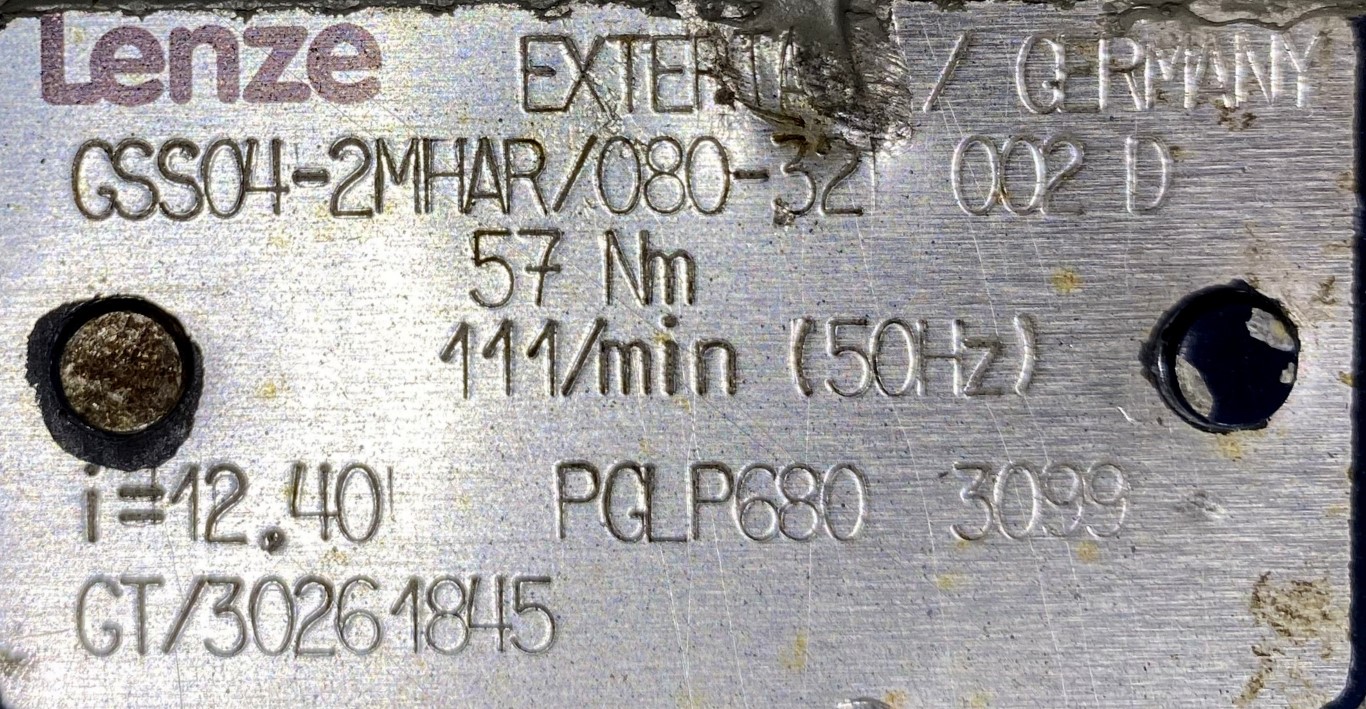 Lenze / GERMANY
GSS04-2MHAR/080-32 002 D
57 Nm
111/min (50Hz)
i=12.40 PGLP680 3099
GT/30261845